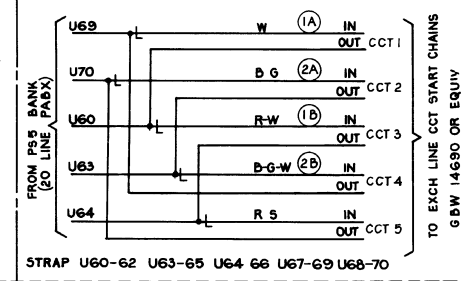 FROM PS5 BANK
(20 LINE PABX)
U69 W 1A IN
OUT CCT 1
U70 B G 2A IN
OUT CCT 2
U60 R-W 1B IN
OUT CCT 3
U63 B-G-W 2B IN
OUT CCT 4
U64 R S IN
OUT CCT 5
TO EXCH LINE CCT START CHAINS
GBW 14690 OR EQUIV
STRAP U60-62 U63-65 U64 66 U67-69 U68-70